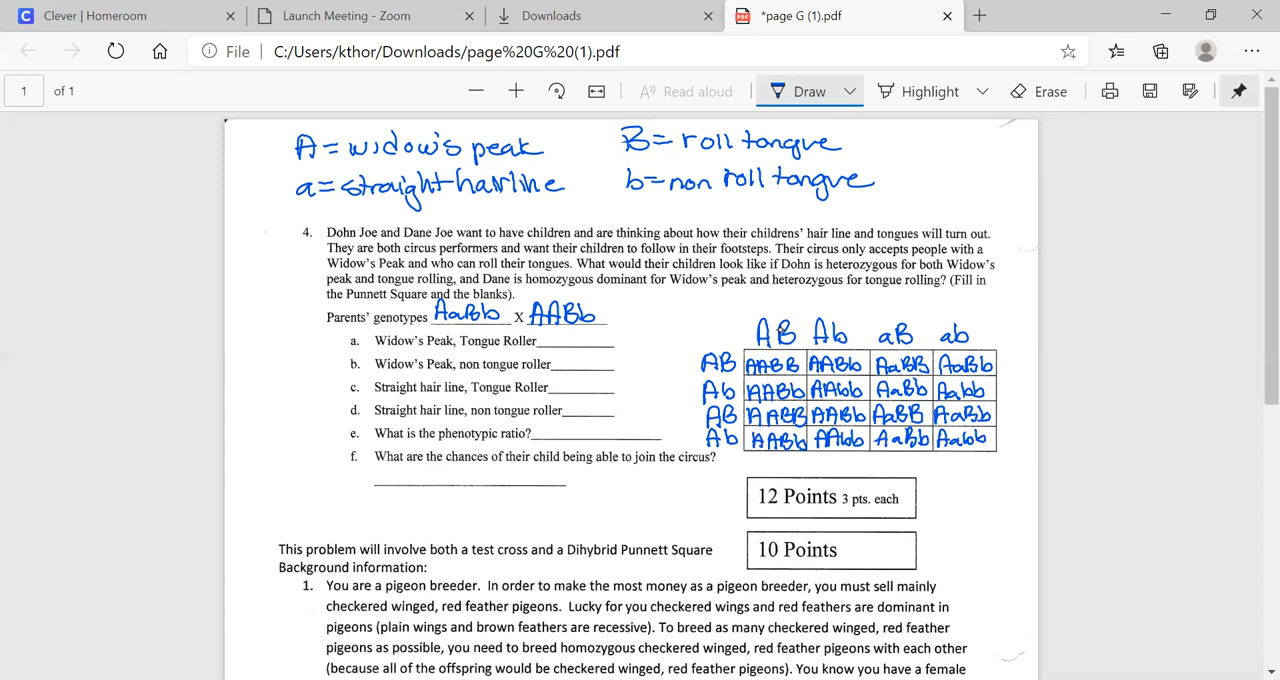 Clever | Homeroom
Launch Meeting - Zoom
Downloads
*page G (1).pdf
File C:/Users/kthor/Downloads/page%20G%20(1).pdf
1 of 1
Read aloud
Draw
Highlight
Erase
A = widow's peak B = roll tongue
a = straight hairline b = non roll tongue
4. Dohn Joe and Dane Joe want to have children and are thinking about how their childrens' hair line and tongues will turn out.
They are both circus performers and want their children to follow in their footsteps. Their circus only accepts people with a
Widow's Peak and who can roll their tongues. What would their children look like if Dohn is heterozygous for both Widow's
peak and tongue rolling, and Dane is homozygous dominant for Widow's peak and heterozygous for tongue rolling? (Fill in
the Punnett Square and the blanks).
Parents' genotypes AaBb X AABb
a. Widow's Peak, Tongue Roller
b. Widow's Peak, non tongue roller
c. Straight hair line, Tongue Roller
d. Straight hair line, non tongue roller
e. What is the phenotypic ratio?
f. What are the chances of their child being able to join the circus?
AB Ab aB ab
AB AABB AABb AaBB AaBb
Ab AABb AAbb AaBb Aabb
AB AABB AABb AaBB AaBb
Ab AABb AAbb AaBb Aabb
12 Points 3 pts. each
10 Points
This problem will involve both a test cross and a Dihybrid Punnett Square
Background information:
1. You are a pigeon breeder. In order to make the most money as a pigeon breeder, you must sell mainly
checkered winged, red feather pigeons. Lucky for you checkered wings and red feathers are dominant in
pigeons (plain wings and brown feathers are recessive). To breed as many checkered winged, red feather
pigeons as possible, you need to breed homozygous checkered winged, red feather pigeons with each other
(because all of the offspring would be checkered winged, red feather pigeons). You know you have a female